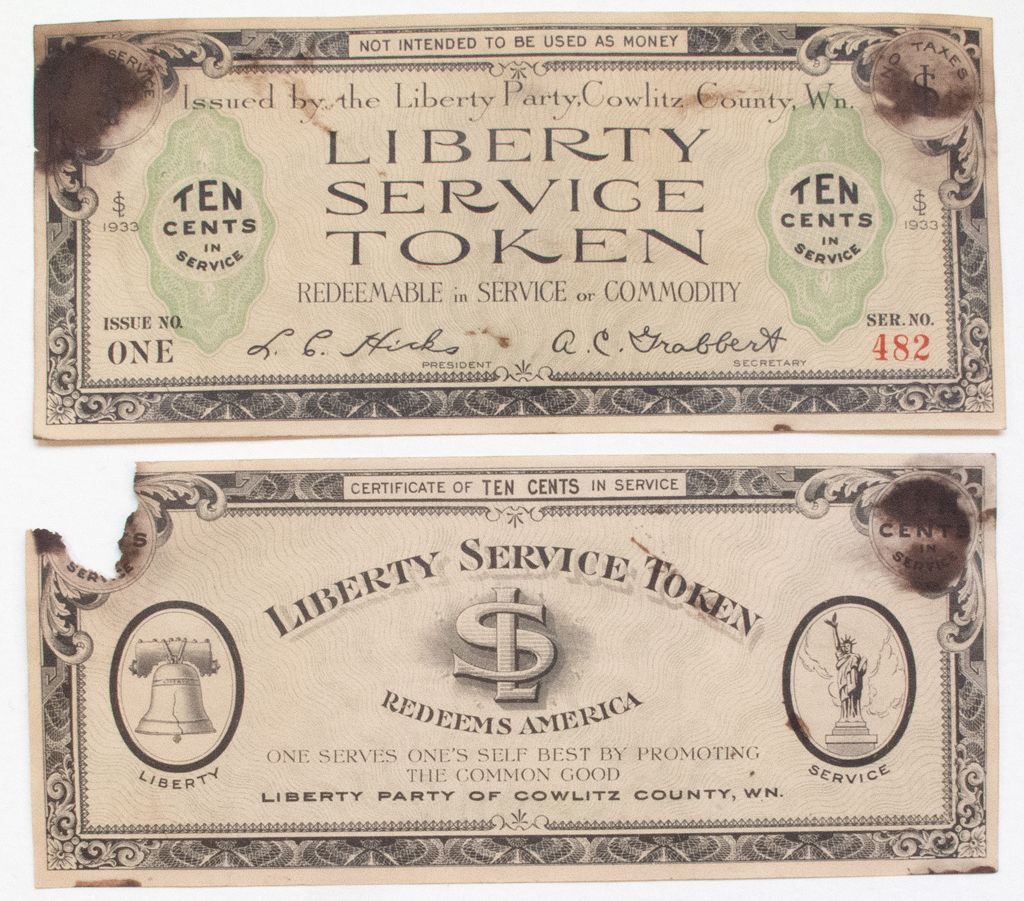 NOT INTENDED TO BE USED AS MONEY
SERVICE
NO TAXES
Issued by the Liberty Party, Cowlitz County, Wn.
LIBERTY
SERVICE
TOKEN
TEN
CENTS
IN
SERVICE
TEN
CENTS
IN
SERVICE
1933
1933
REDEEMABLE in SERVICE or COMMODITY
ISSUE NO.
ONE
L. C. Hicks
PRESIDENT
A. C. Grabbert
SECRETARY
SER. NO.
482
CERTIFICATE OF TEN CENTS IN SERVICE
CENTS
IN
LIBERTY SERVICE TOKEN
REDEEMS AMERICA
ONE SERVES ONE'S SELF BEST BY PROMOTING
THE COMMON GOOD
LIBERTY PARTY OF COWLITZ COUNTY, WN.
LIBERTY
SERVICE